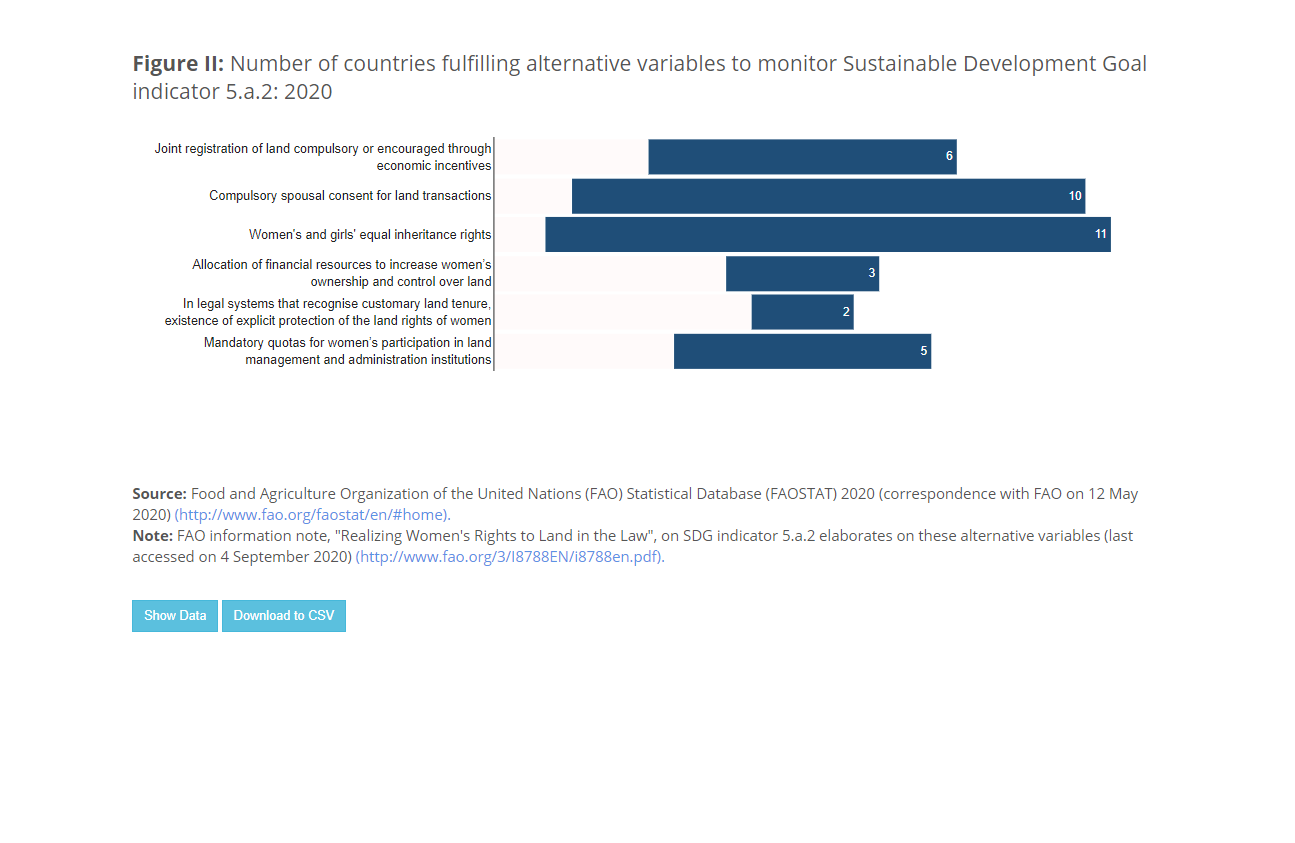 Figure II: Number of countries fulfilling alternative variables to monitor Sustainable Development Goal
indicator 5.a.2: 2020
Joint registration of land compulsory or encouraged through
economic incentives
6
Compulsory spousal consent for land transactions
10
Women's and girls' equal inheritance rights
11
Allocation of financial resources to increase women's
ownership and control over land
3
In legal systems that recognise customary land tenure,
existence of explicit protection of the land rights of women
2
Mandatory quotas for women's participation in land
management and administration institutions
5
Source: Food and Agriculture Organization of the United Nations (FAO) Statistical Database (FAOSTAT) 2020 (correspondence with FAO on 12 May
2020) (http://www.fao.org/faostat/en/#home).
Note: FAO information note, "Realizing Women's Rights to Land in the Law", on SDG indicator 5.a.2 elaborates on these alternative variables (last
accessed on 4 September 2020) (http://www.fao.org/3/I8788EN/i8788en.pdf).
Show Data
Download to CSV